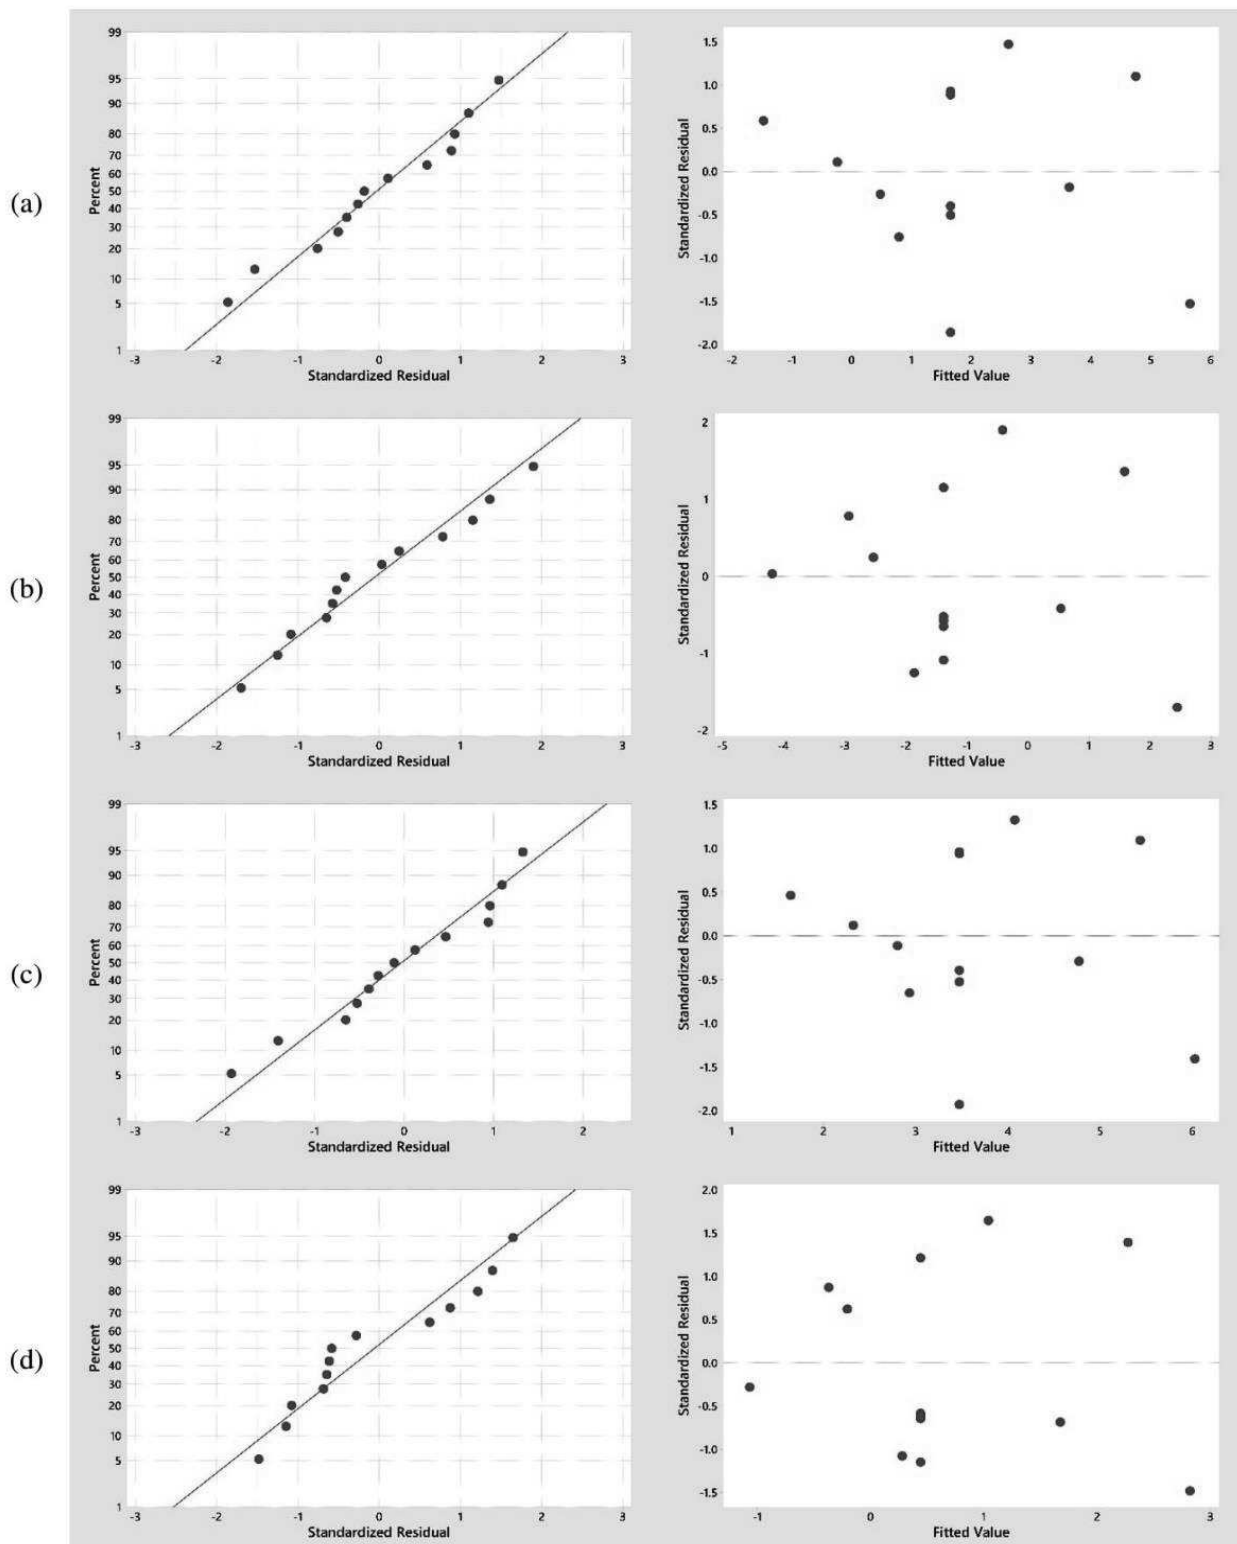 (a)
Percent
99
95
90
80
70
60
50
40
30
20
10
5
1
-3 -2 -1 0 1 2 3
Standardized Residual
Standardized Residual
1.5
1.0
0.5
0.0
-0.5
-1.0
-1.5
-2.0
-2 -1 0 1 2 3 4 5 6
Fitted Value
(b)
Percent
99
95
90
80
70
60
50
40
30
20
10
5
1
-3 -2 -1 0 1 2 3
Standardized Residual
Standardized Residual
2
1
0
-1
-2
-5 -4 -3 -2 -1 0 1 2 3
Fitted Value
(c)
Percent
99
95
90
80
70
60
50
40
30
20
10
5
1
-3 -2 -1 0 1 2
Standardized Residual
Standardized Residual
1.5
1.0
0.5
0.0
-0.5
-1.0
-1.5
-2.0
1 2 3 4 5 6
Fitted Value
(d)
Percent
99
95
90
80
70
60
50
40
30
20
10
5
1
-3 -2 -1 0 1 2 3
Standardized Residual
Standardized Residual
2.0
1.5
1.0
0.5
0.0
-0.5
-1.0
-1.5
-1 0 1 2 3
Fitted Value